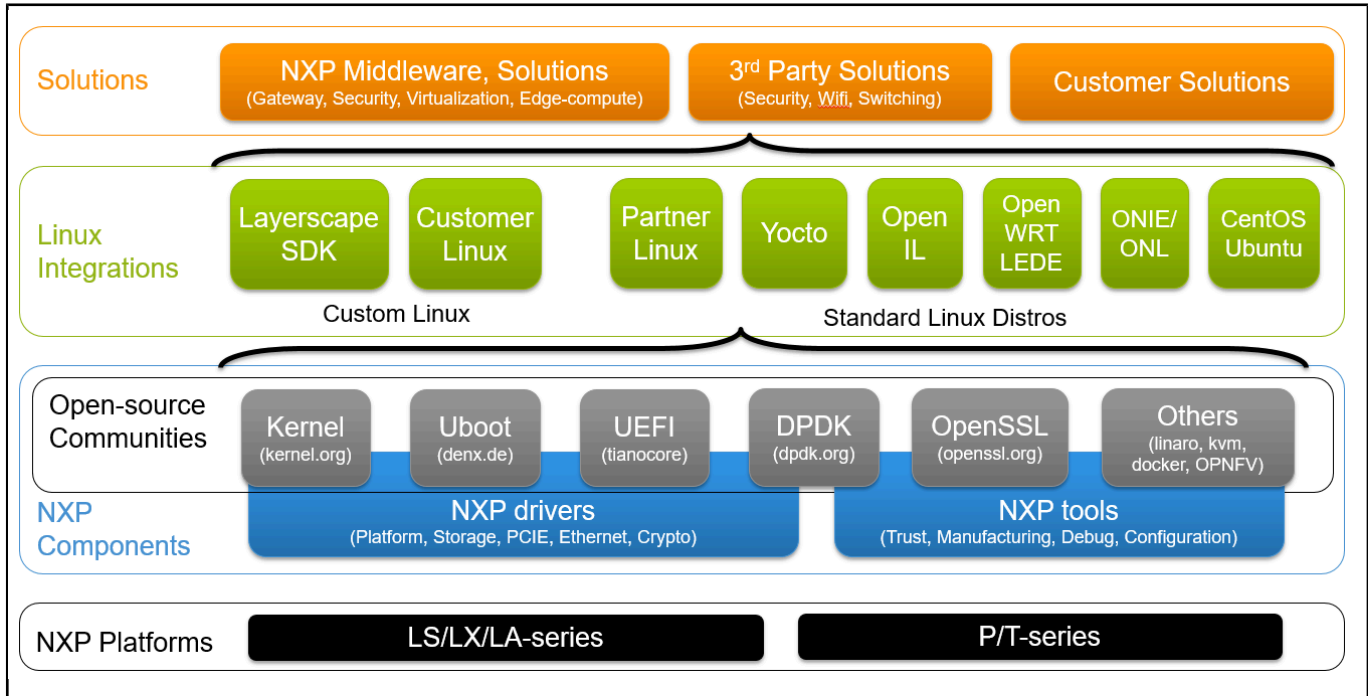 Solutions
NXP Middleware, Solutions
(Gateway, Security, Virtualization, Edge-compute)
3rd Party Solutions
(Security, Wifi, Switching)
Customer Solutions
Linux
Integrations
Layerscape
SDK
Customer
Linux
Partner
Linux
Yocto
Open
IL
Open
WRT
LEDE
ONIE/
ONL
CentOS
Ubuntu
Custom Linux
Standard Linux Distros
Open-source
Communities
Kernel
(kernel.org)
Uboot
(denx.de)
UEFI
(tianocore)
DPDK
(dpdk.org)
OpenSSL
(openssl.org)
Others
(linaro, kvm,
docker, OPNFV)
NXP
Components
NXP drivers
(Platform, Storage, PCIE, Ethernet, Crypto)
NXP tools
(Trust, Manufacturing, Debug, Configuration)
NXP Platforms
LS/LX/LA-series
P/T-series